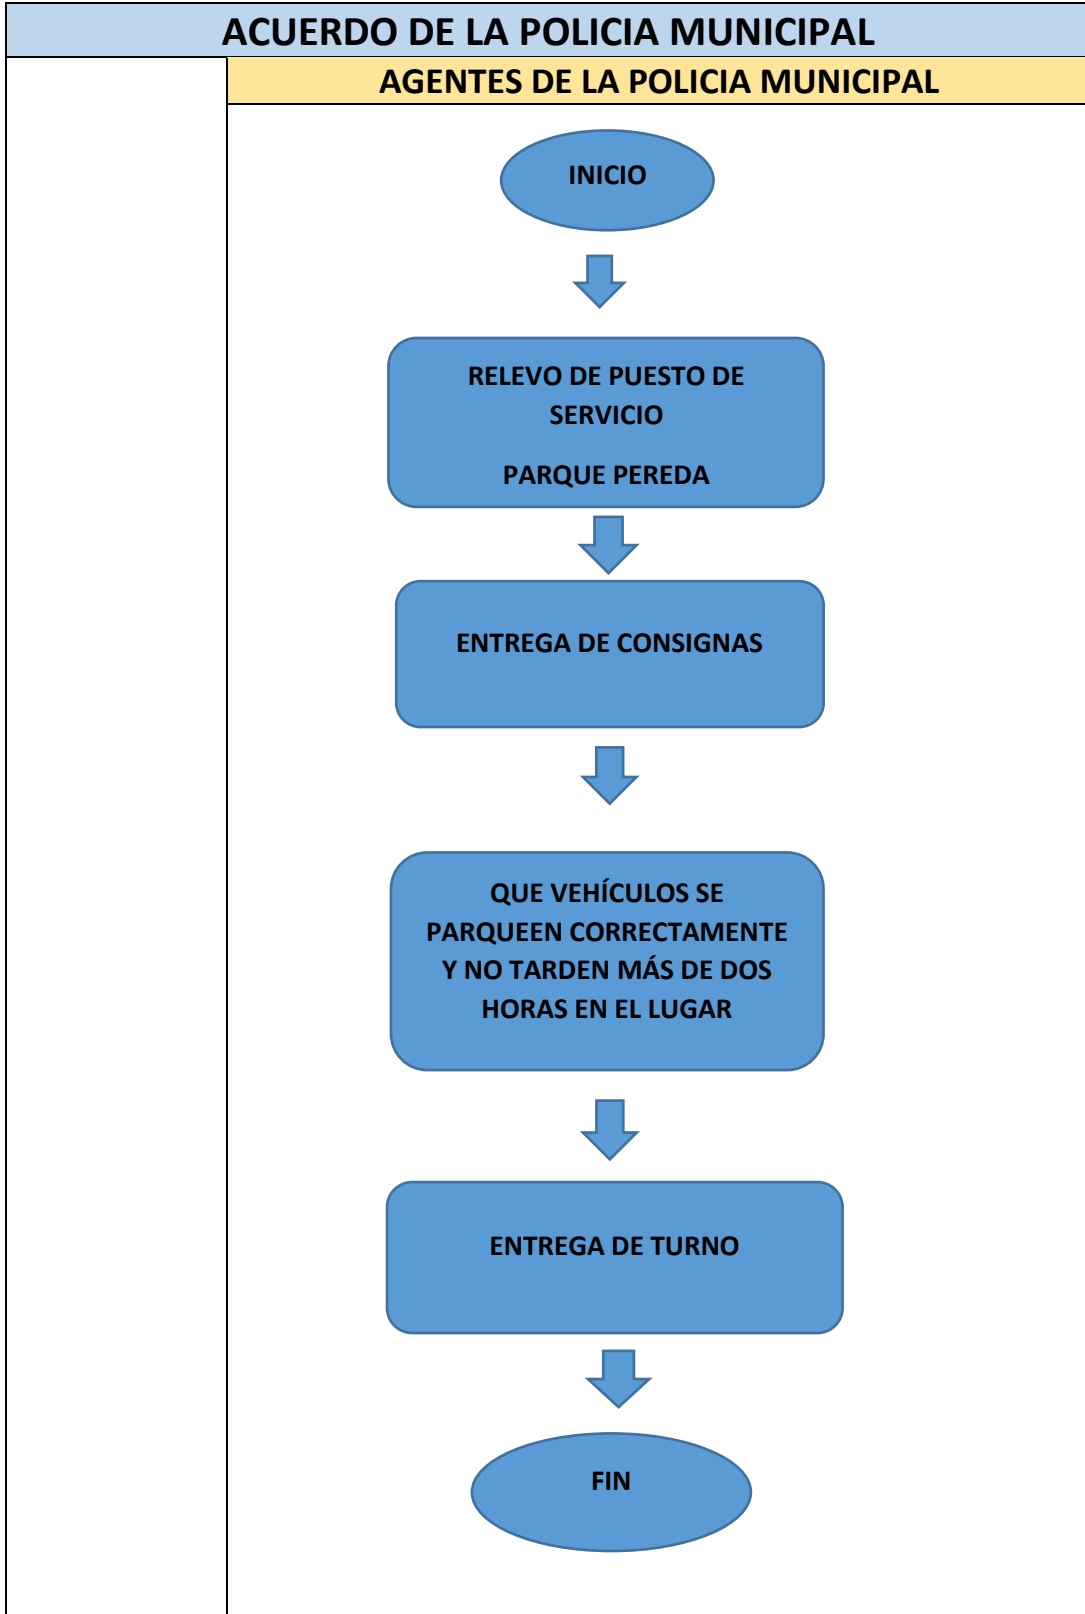 ACUERDO DE LA POLICIA MUNICIPAL
AGENTES DE LA POLICIA MUNICIPAL
INICIO
RELEVO DE PUESTO DE
SERVICIO
PARQUE PEREDA
ENTREGA DE CONSIGNAS
QUE VEHÍCULOS SE
PARQUEEN CORRECTAMENTE
Y NO TARDEN MÁS DE DOS
HORAS EN EL LUGAR
ENTREGA DE TURNO
FIN